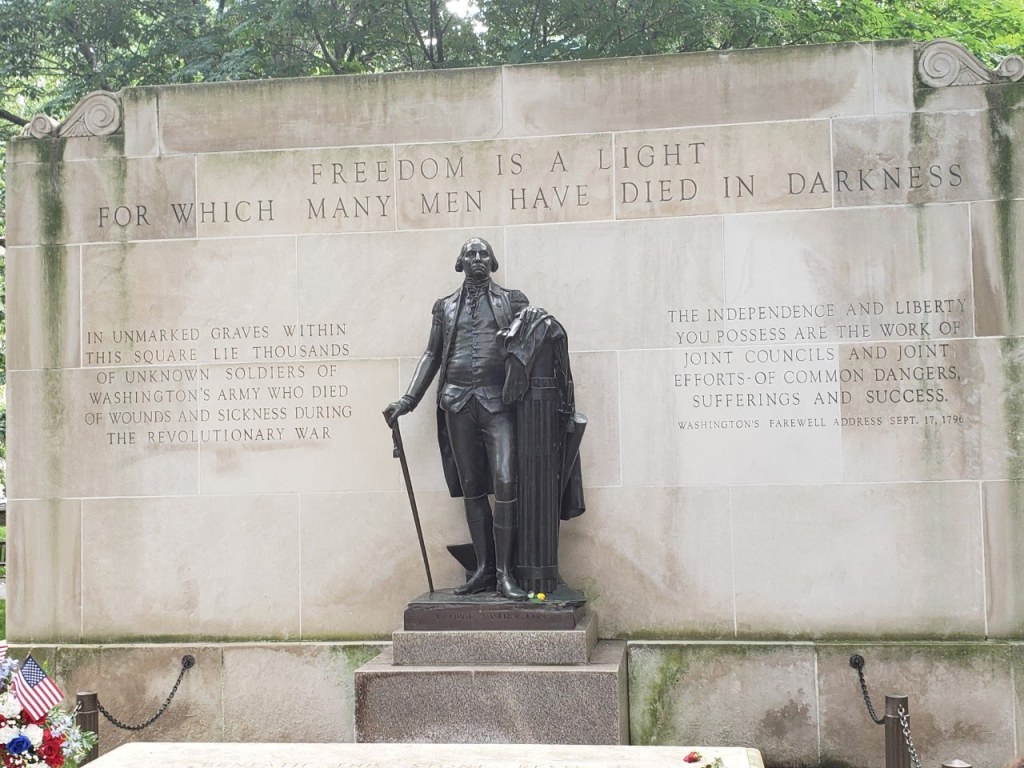 FREEDOM IS A LIGHT
FOR WHICH MANY MEN HAVE DIED IN DARKNESS
IN UNMARKED GRAVES WITHIN
THIS SQUARE LIE THOUSANDS
OF UNKNOWN SOLDIERS OF
WASHINGTON'S ARMY WHO DIED
OF WOUNDS AND SICKNESS DURING
THE REVOLUTIONARY WAR
THE INDEPENDENCE AND LIBERTY
YOU POSSESS ARE THE WORK OF
JOINT COUNCILS AND JOINT
EFFORTS-OF COMMON DANGERS,
SUFFERINGS AND SUCCESS.
WASHINGTON'S FAREWELL ADDRESS SEPT. 17, 1796
BENEATH THIS STONE